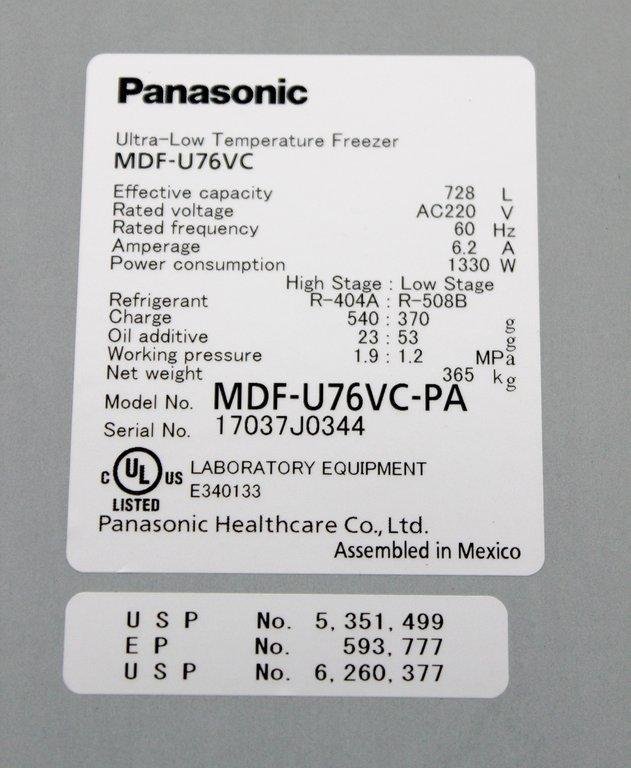 Panasonic
Ultra-Low Temperature Freezer
MDF-U76VC
Effective capacity 728 L
Rated voltage AC220 V
Rated frequency 60 Hz
Amperage 6.2 A
Power consumption 1330 W
High Stage : Low Stage
Refrigerant R-404A : R-508B
Charge 540 : 370 g
Oil additive 23 : 53 g
Working pressure 1.9 : 1.2 MPa
Net weight 365 kg
Model No. MDF-U76VC-PA
Serial No. 17037J0344
C UL US LABORATORY EQUIPMENT
E340133
LISTED
Panasonic Healthcare Co., Ltd.
Assembled in Mexico
USP No. 5,351,499
EP No. 593,777
USP No. 6,260,377